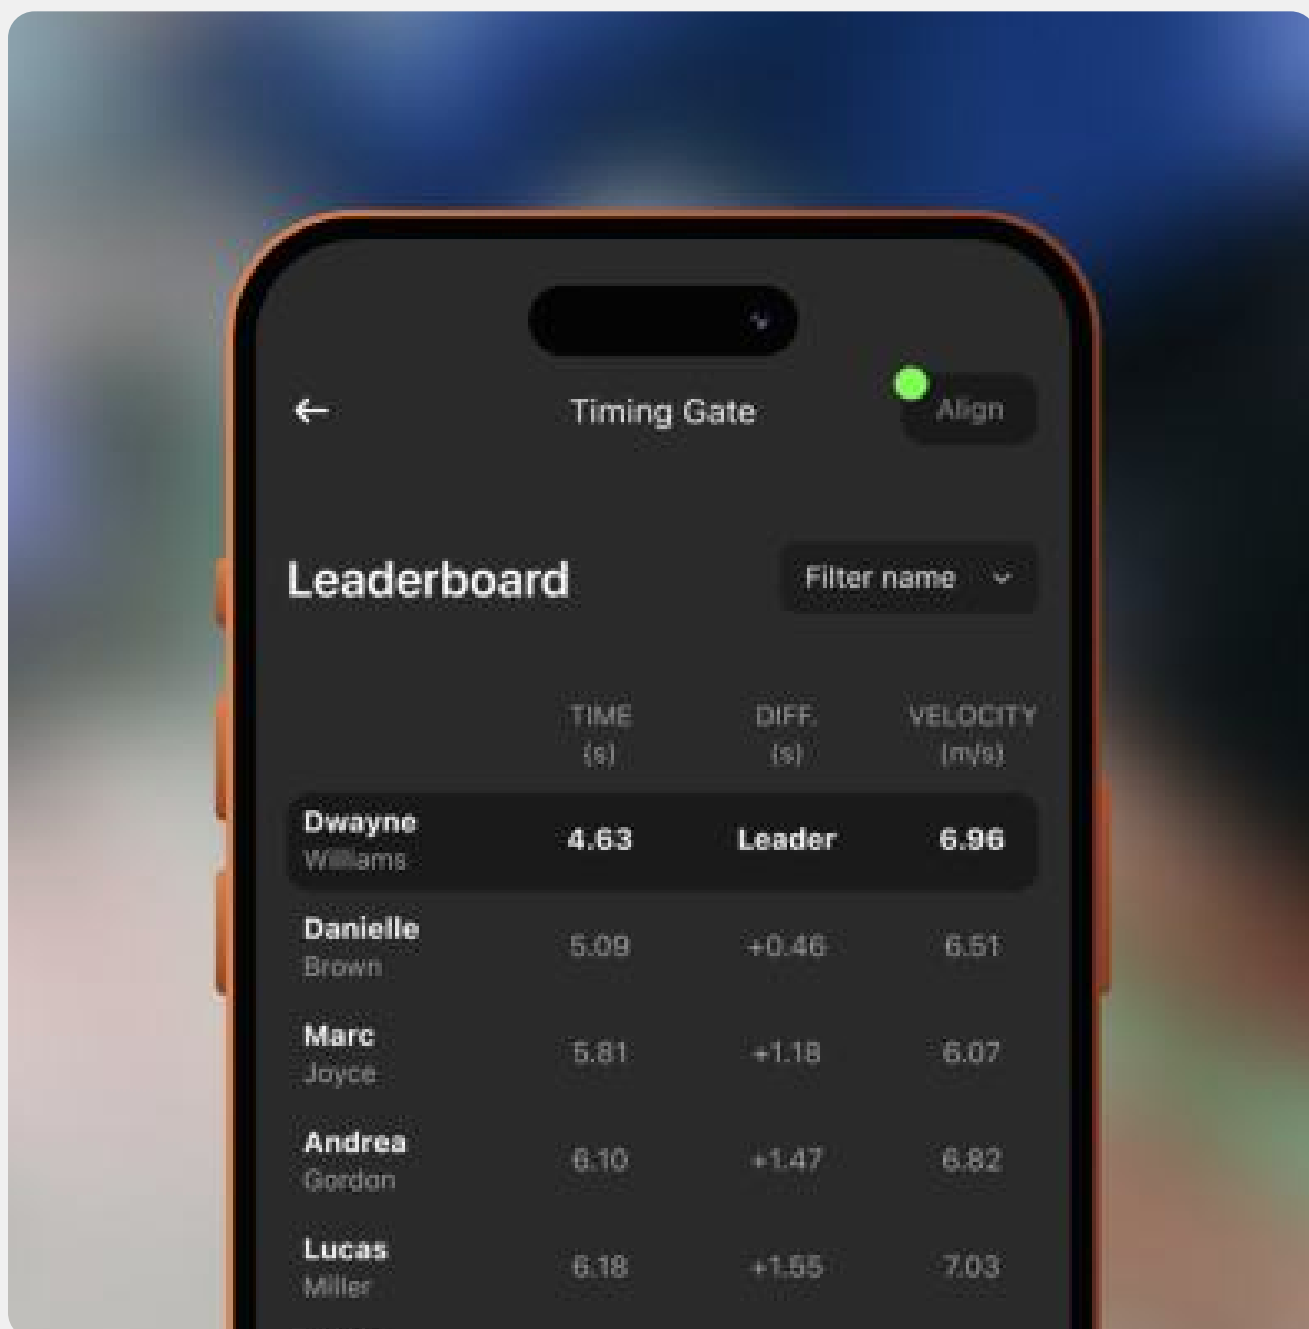 Timing Gate
Align
Leaderboard
Filter name
TIME (s) DIFF. (s) VELOCITY (m/s)
Dwayne Williams 4.63 Leader 6.96
Danielle Brown 5.09 +0.46 6.51
Marc Joyce 5.81 +1.18 6.07
Andrea Gordon 6.10 +1.47 6.82
Lucas Miller 6.18 +1.55 7.03